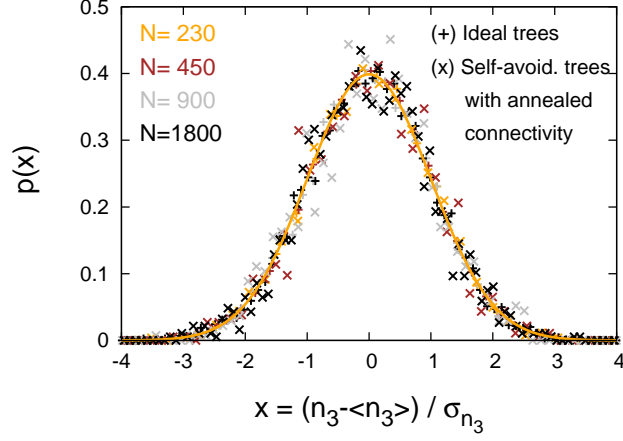 0.5
0.4
0.3
0.2
0.1
0
p(x)
N= 230
N= 450
N= 900
N=1800
(+) Ideal trees
(x) Self-avoid. trees
with annealed
connectivity
-4 -3 -2 -1 0 1 2 3 4
x = (n3-<n3>) / σn3